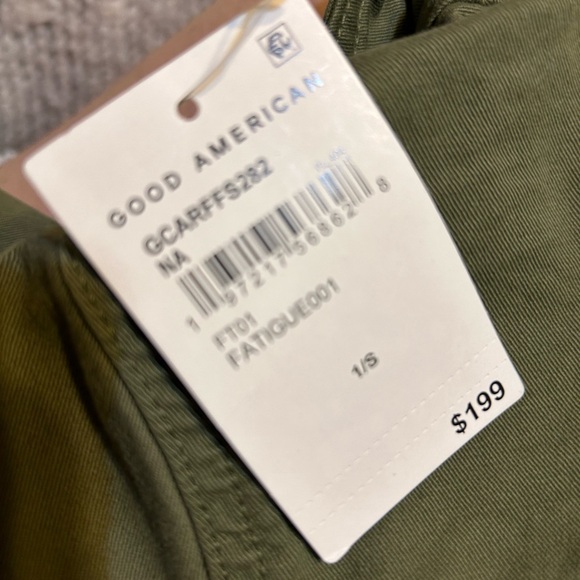 GOOD AMERICAN
GCARFFS282
NA
1 97217 56862 8
FT01
FATIGUE001
1/S
$199